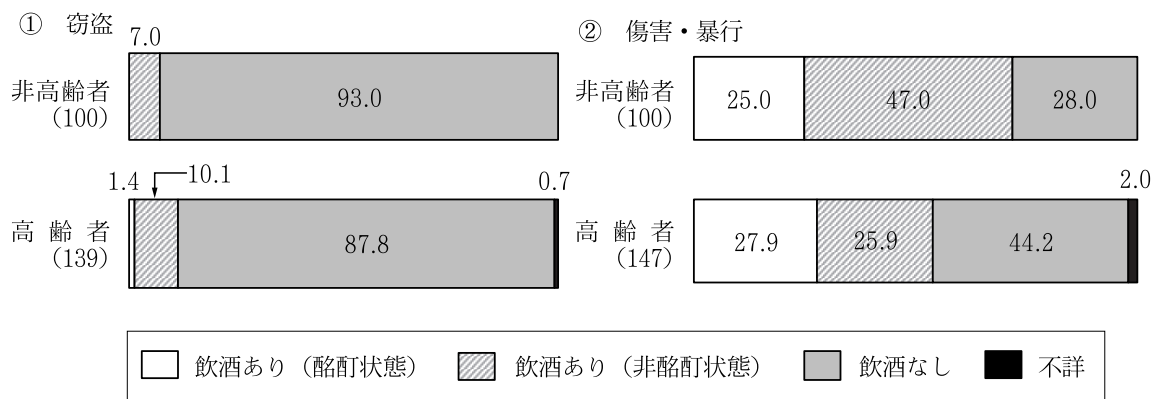 ① 窃盗
7.0
非高齢者
(100)
93.0
1.4
10.1
0.7
高齢者
(139)
87.8
② 傷害・暴行
非高齢者
(100)
25.0 47.0 28.0
2.0
高齢者
(147)
27.9 25.9 44.2
飲酒あり（酩酊状態） 飲酒あり（非酩酊状態） 飲酒なし 不詳